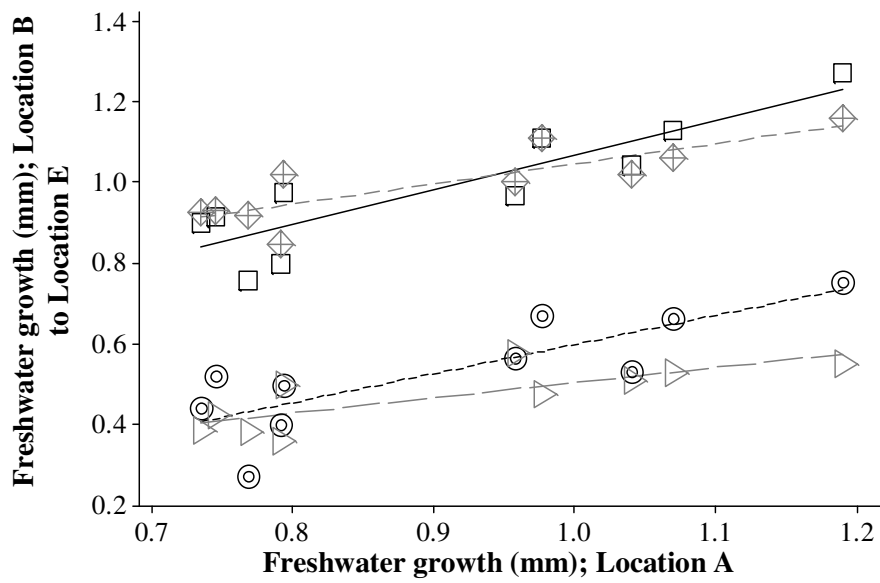 Freshwater growth (mm); Location B
to Location E
1.4
1.2
1.0
0.8
0.6
0.4
0.2
0.7 0.8 0.9 1.0 1.1 1.2
Freshwater growth (mm); Location A